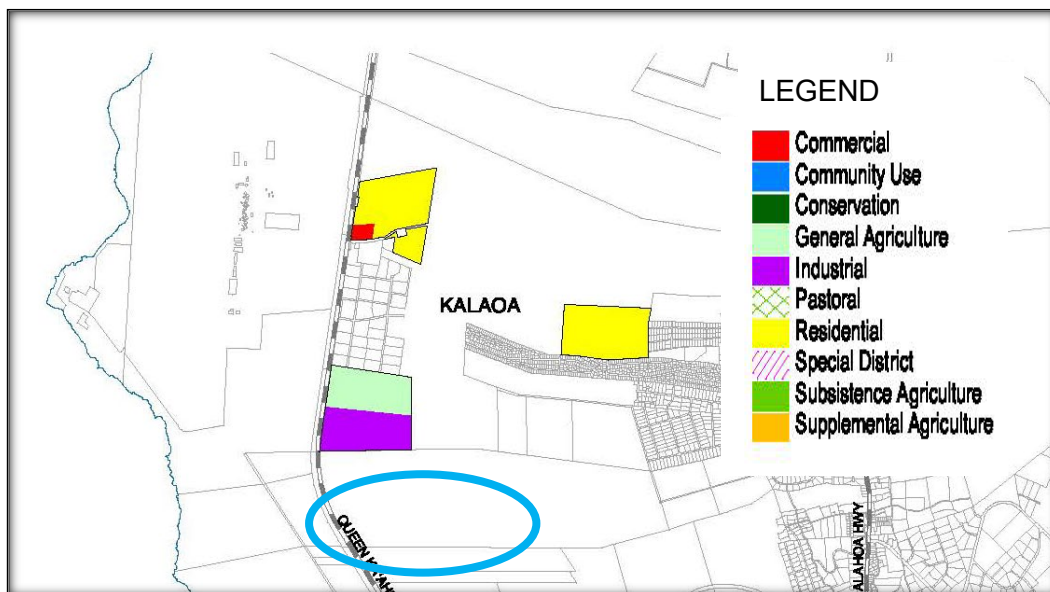 LEGEND
Commercial
Community Use
Conservation
General Agriculture
Industrial
Pastoral
Residential
Special District
Subsistence Agriculture
Supplemental Agriculture
KALAOA
QUEEN
ALAHOA HWY